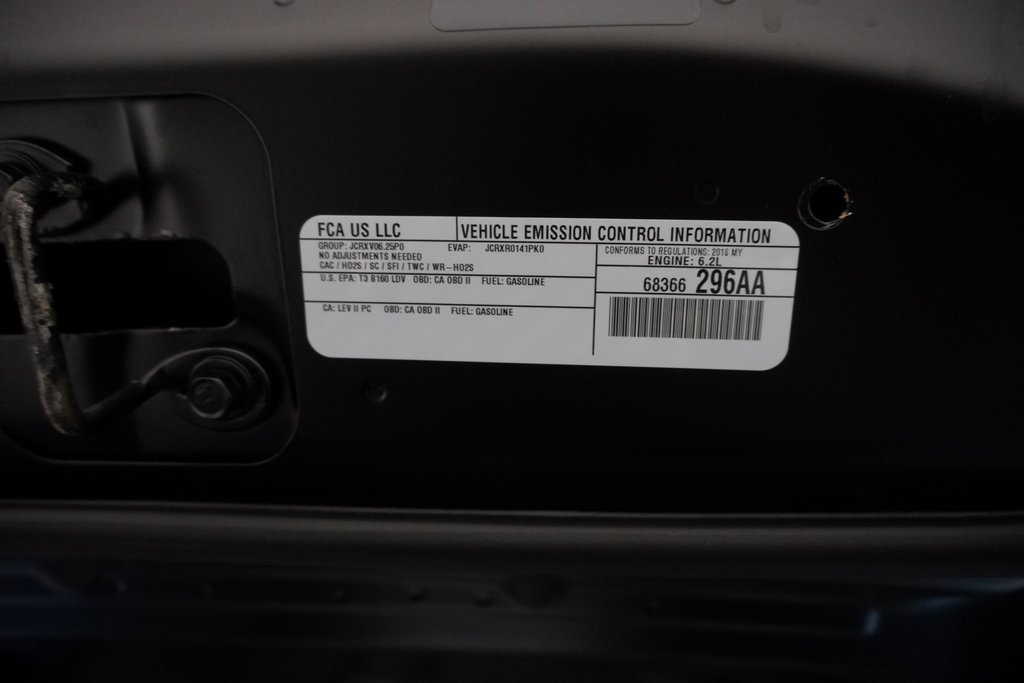 FCA US LLC
VEHICLE EMISSION CONTROL INFORMATION
GROUP: JCRXV06.25P0 EVAP: JCRXR0141PK0
NO ADJUSTMENTS NEEDED
CAC / HO2S / SC / SFI / TWC / WR-HO2S
U.S. EPA: T3 B160 LDV OBD: CA OBD II FUEL: GASOLINE
CA: LEV II PC OBD: CA OBD II FUEL: GASOLINE
CONFORMS TO REGULATIONS: 2018 MY
ENGINE: 6.2L
68366 296AA